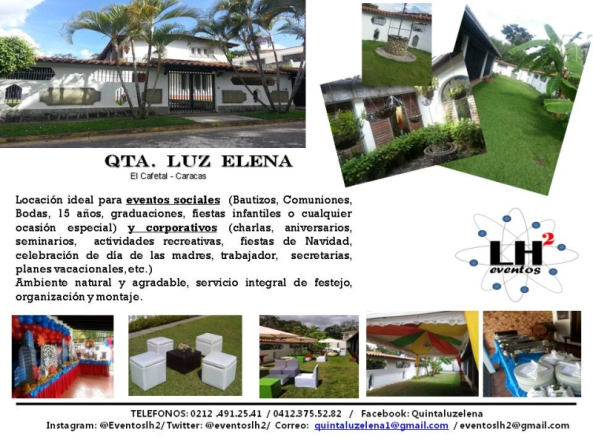 QTA. LUZ ELENA
El Cafetal - Caracas
Locación ideal para eventos sociales (Bautizos, Comuniones,
Bodas, 15 años, graduaciones, fiestas infantiles o cualquier
ocasión especial) y corporativos (charlas, aniversarios,
seminarios, actividades recreativas, fiestas de Navidad,
celebración de día de las madres, trabajador, secretarias,
planes vacacionales, etc.)
Ambiente natural y agradable, servicio integral de festejo,
organización y montaje.
LH2
eventos
TELEFONOS: 0212 .491.25.41 / 0412.375.52.82 / Facebook: Quintaluzelena
Instagram: @Eventoslh2/ Twitter: @eventoslh2/ Correo: quintaluzelena1@gmail.com / eventoslh2@gmail.com